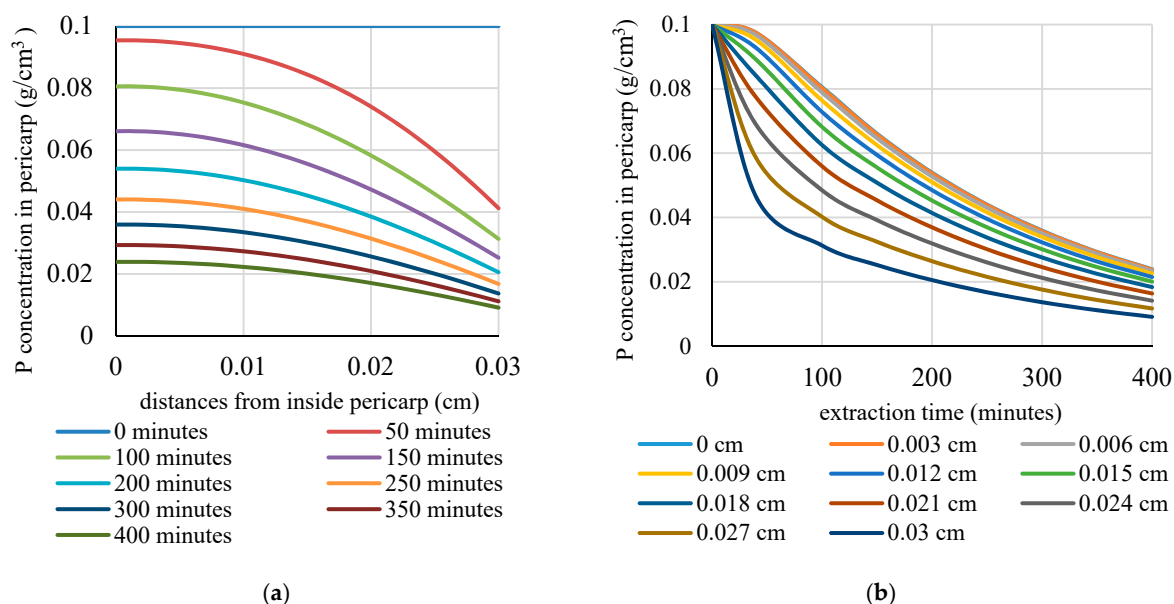 0.1
0.08
0.06
0.04
0.02
0
P concentration in pericarp (g/cm³)
0 0.01 0.02 0.03
distances from inside pericarp (cm)
0 minutes 50 minutes
100 minutes 150 minutes
200 minutes 250 minutes
300 minutes 350 minutes
400 minutes
(a)
0.1
0.08
0.06
0.04
0.02
0
P concentration in pericarp (g/cm³)
0 100 200 300 400
extraction time (minutes)
0 cm 0.003 cm 0.006 cm
0.009 cm 0.012 cm 0.015 cm
0.018 cm 0.021 cm 0.024 cm
0.027 cm 0.03 cm
(b)